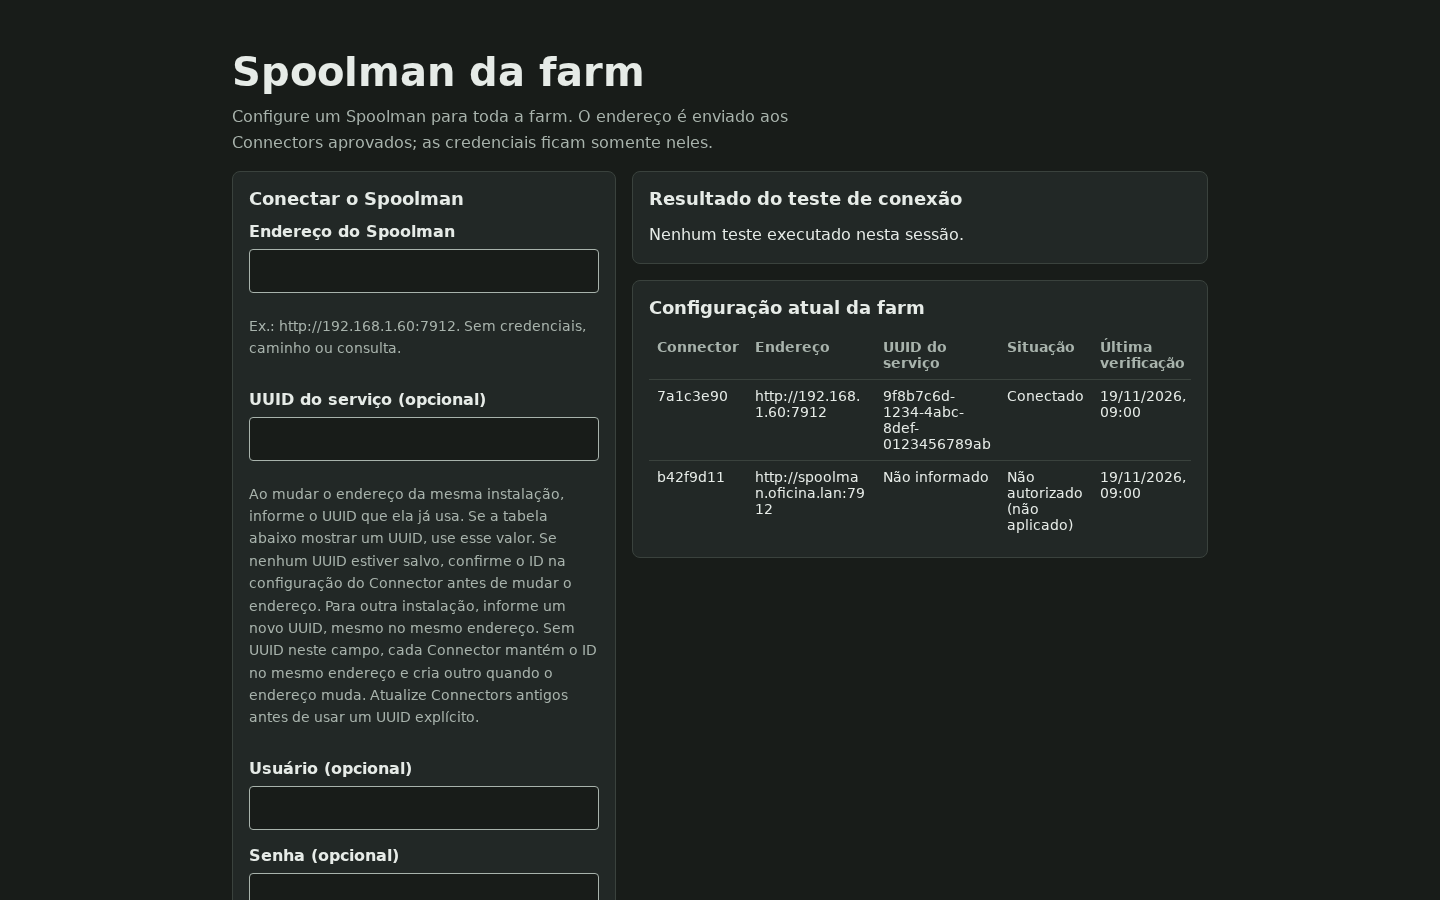 Spoolman da farm
Configure um Spoolman para toda a farm. O endereço é enviado aos
Connectors aprovados; as credenciais ficam somente neles.
Conectar o Spoolman
Endereço do Spoolman
Ex.: http://192.168.1.60:7912. Sem credenciais,
caminho ou consulta.
UUID do serviço (opcional)
Ao mudar o endereço da mesma instalação,
informe o UUID que ela já usa. Se a tabela
abaixo mostrar um UUID, use esse valor. Se
nenhum UUID estiver salvo, confirme o ID na
configuração do Connector antes de mudar o
endereço. Para outra instalação, informe um
novo UUID, mesmo no mesmo endereço. Sem
UUID neste campo, cada Connector mantém o ID
no mesmo endereço e cria outro quando o
endereço muda. Atualize Connectors antigos
antes de usar um UUID explícito.
Usuário (opcional)
Senha (opcional)
Resultado do teste de conexão
Nenhum teste executado nesta sessão.
Configuração atual da farm
Connector Endereço UUID do serviço Situação Última verificação
7a1c3e90 http://192.168.1.60:7912 9f8b7c6d-1234-4abc-8def-0123456789ab Conectado 19/11/2026, 09:00
b42f9d11 http://spoolman.oficina.lan:7912 Não informado Não autorizado (não aplicado) 19/11/2026, 09:00